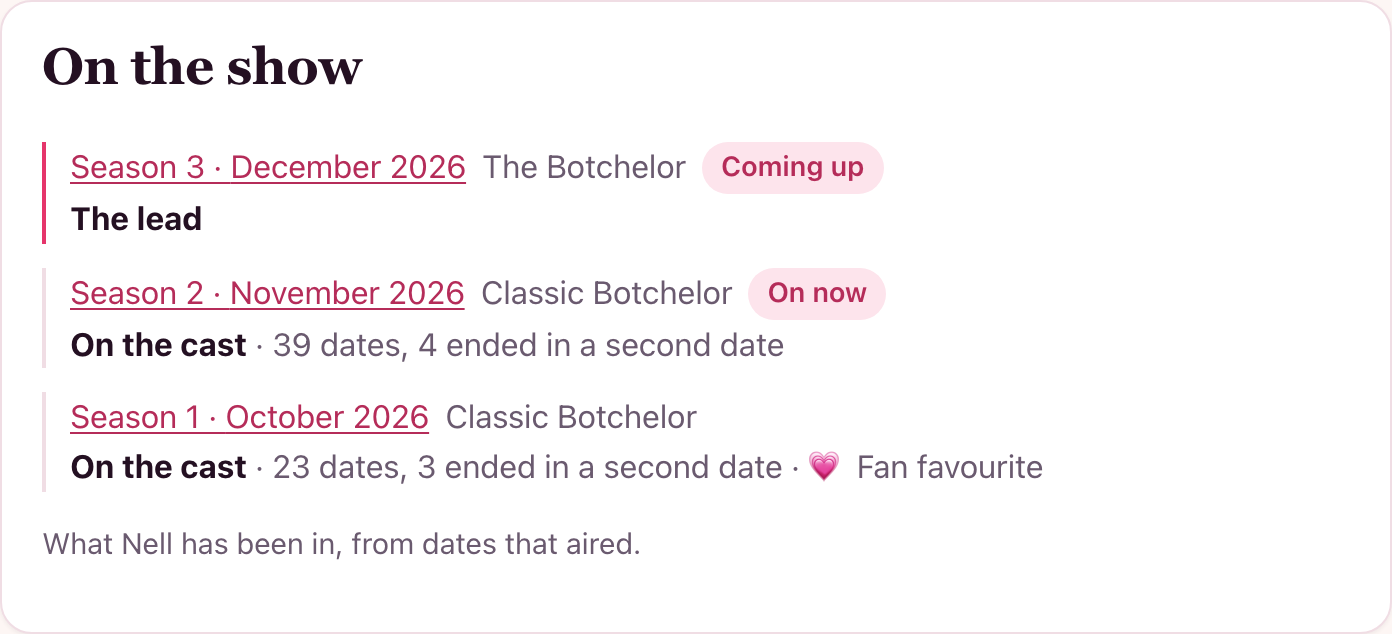 On the show
Season 3 · December 2026 The Botchelor Coming up
The lead
Season 2 · November 2026 Classic Botchelor On now
On the cast · 39 dates, 4 ended in a second date
Season 1 · October 2026 Classic Botchelor
On the cast · 23 dates, 3 ended in a second date · 💗 Fan favourite
What Nell has been in, from dates that aired.